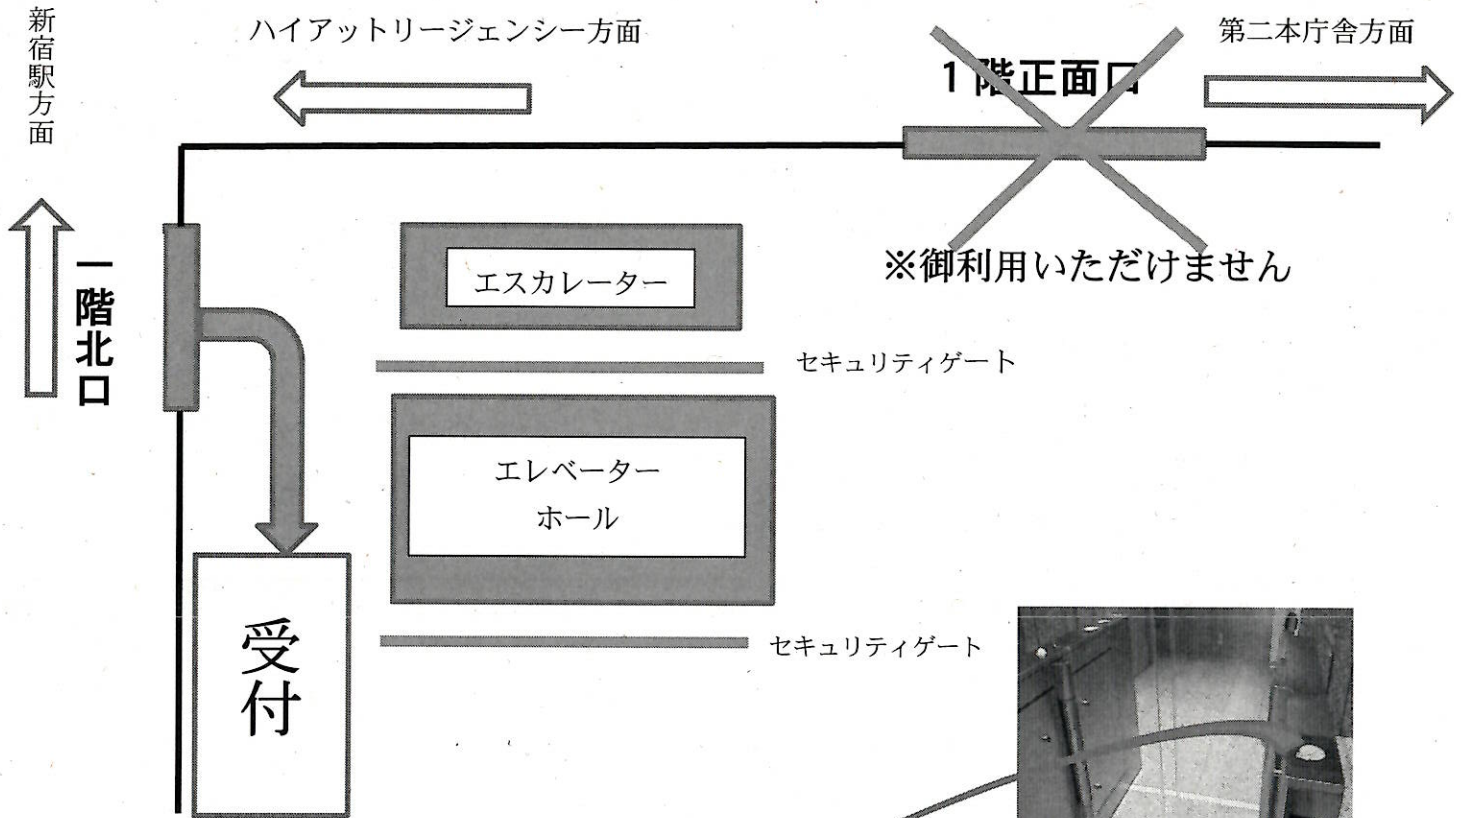 新宿駅方面
ハイアットリージェンシー方面
1階正面口
第二本庁舎方面
※御利用いただけません
一階北口
エスカレーター
セキュリティゲート
エレベーター
ホール
セキュリティゲート
受付